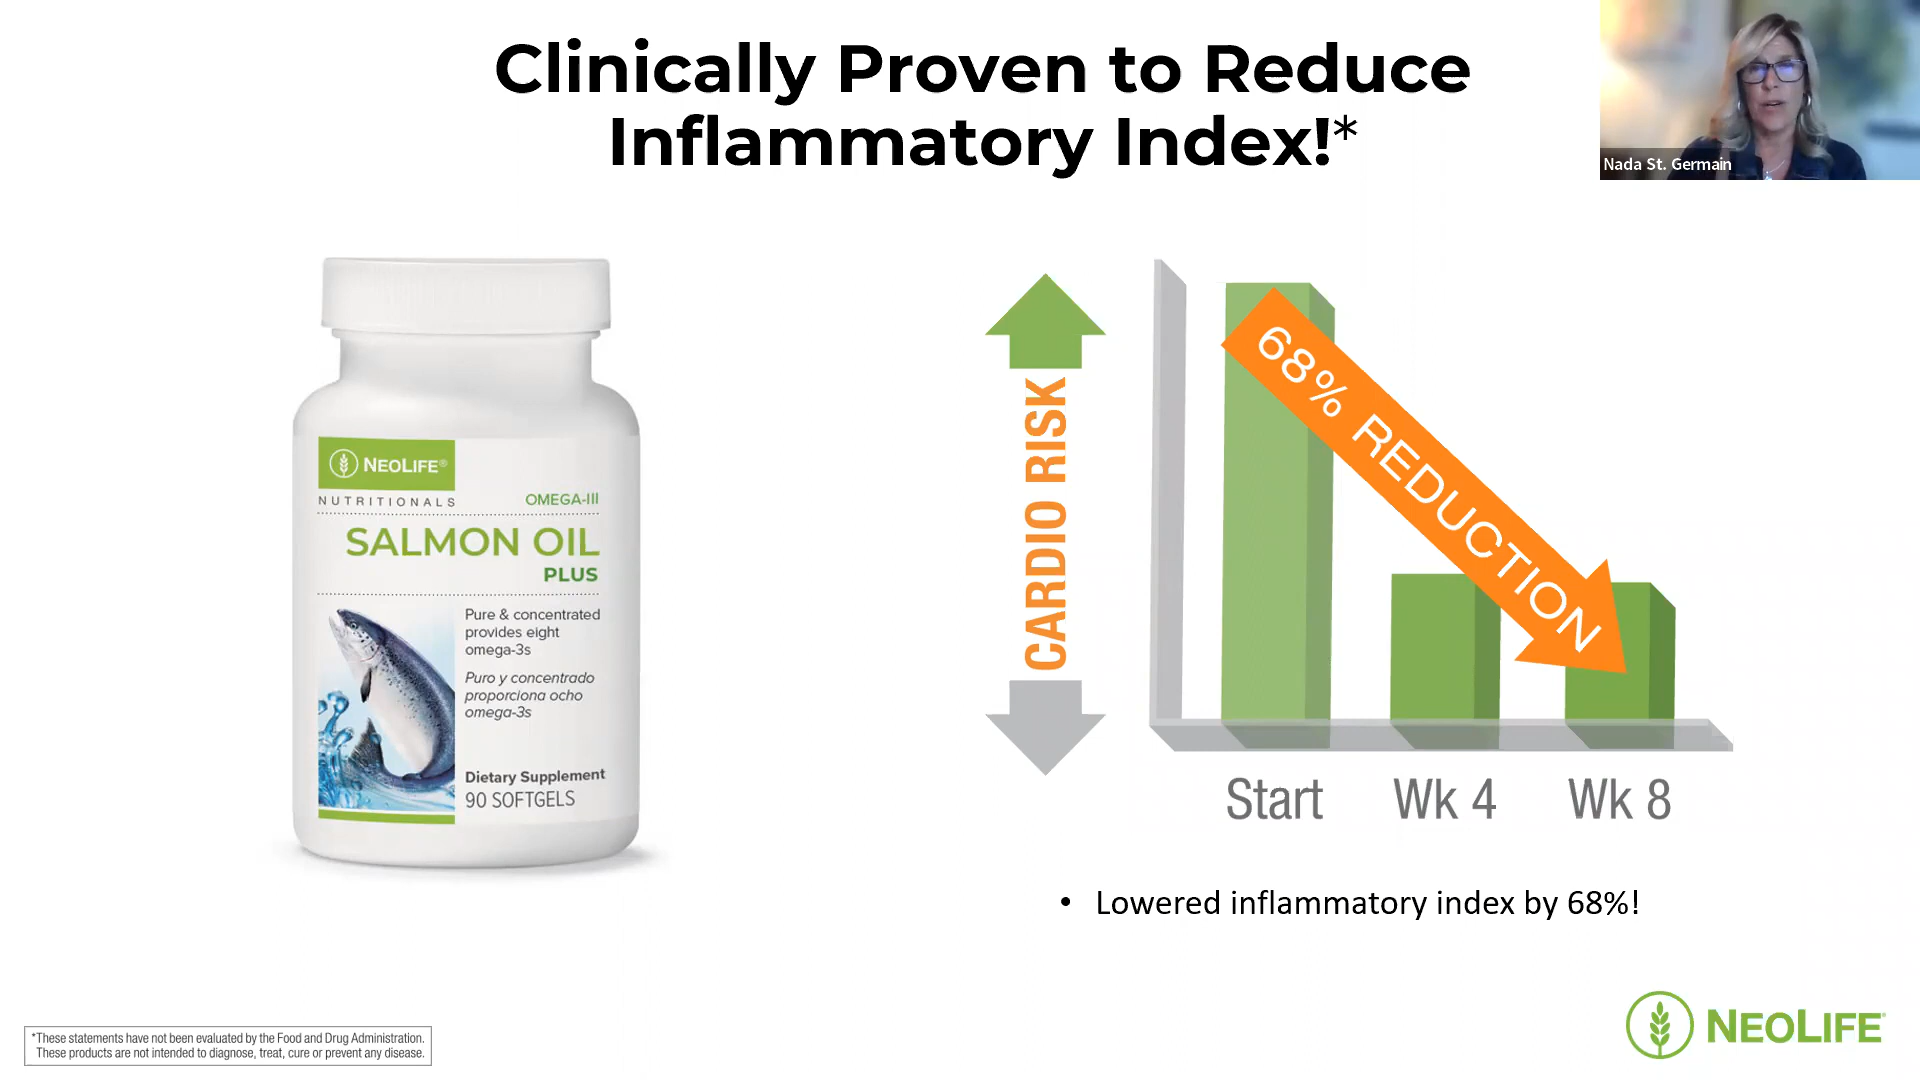 Clinically Proven to Reduce
Inflammatory Index!*
Nada St. Germain
NEOLIFE®
NUTRITIONALS
OMEGA-III
SALMON OIL
PLUS
Pure & concentrated
provides eight
omega-3s
Puro y concentrado
proporciona ocho
omega-3s
Dietary Supplement
90 SOFTGELS
CARDIO RISK
68% REDUCTION
Start Wk 4 Wk 8
• Lowered inflammatory index by 68%!
*These statements have not been evaluated by the Food and Drug Administration.
These products are not intended to diagnose, treat, cure or prevent any disease.
NEOLIFE